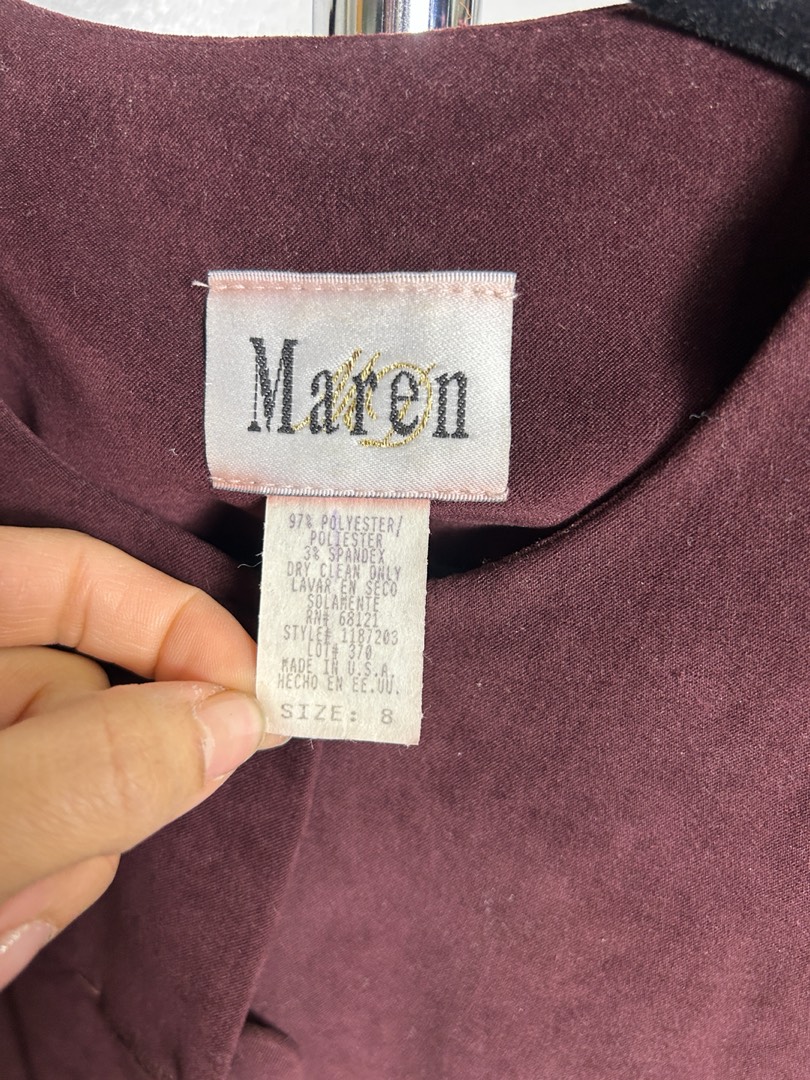 Maren
97% POLYESTER/
POLIESTER
3% SPANDEX
DRY CLEAN ONLY
LAVAR EN SECO
SOLAMENTE
RN# 68121
STYLE# 1187203
LOT# 370
MADE IN U.S.A.
HECHO EN EE.UU.
SIZE: 8